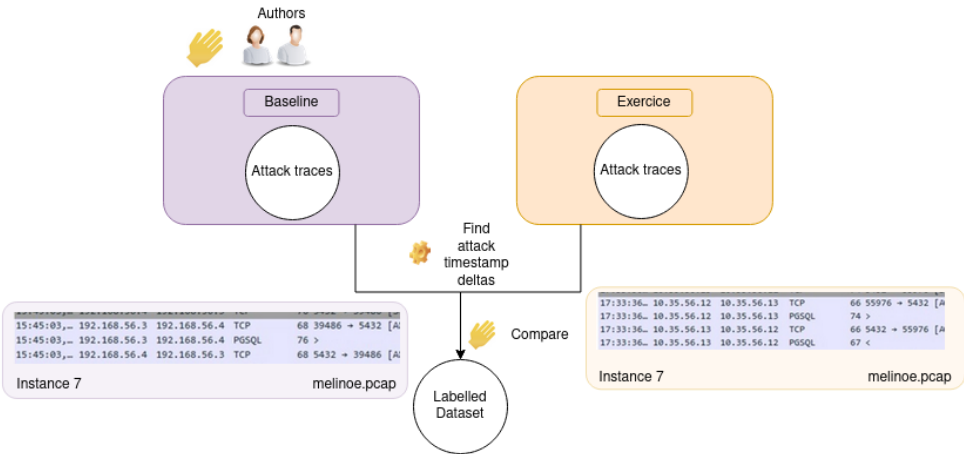 Authors
Baseline
Exercice
Attack traces
Attack traces
Find
attack
timestamp
deltas
15:45:03,… 192.168.56.3 192.168.56.4 TCP 68 39486 → 5432 [A
15:45:03,… 192.168.56.3 192.168.56.4 PGSQL 76 >
15:45:03,… 192.168.56.4 192.168.56.3 TCP 68 5432 → 39486 [A
Instance 7 melinoe.pcap
Compare
17:33:36… 10.35.56.12 10.35.56.13 TCP 66 55976 → 5432 [A
17:33:36… 10.35.56.12 10.35.56.13 PGSQL 74 >
17:33:36… 10.35.56.13 10.35.56.12 TCP 66 5432 → 55976 [A
17:33:36… 10.35.56.13 10.35.56.12 PGSQL 67 <
Instance 7 melinoe.pcap
Labelled
Dataset